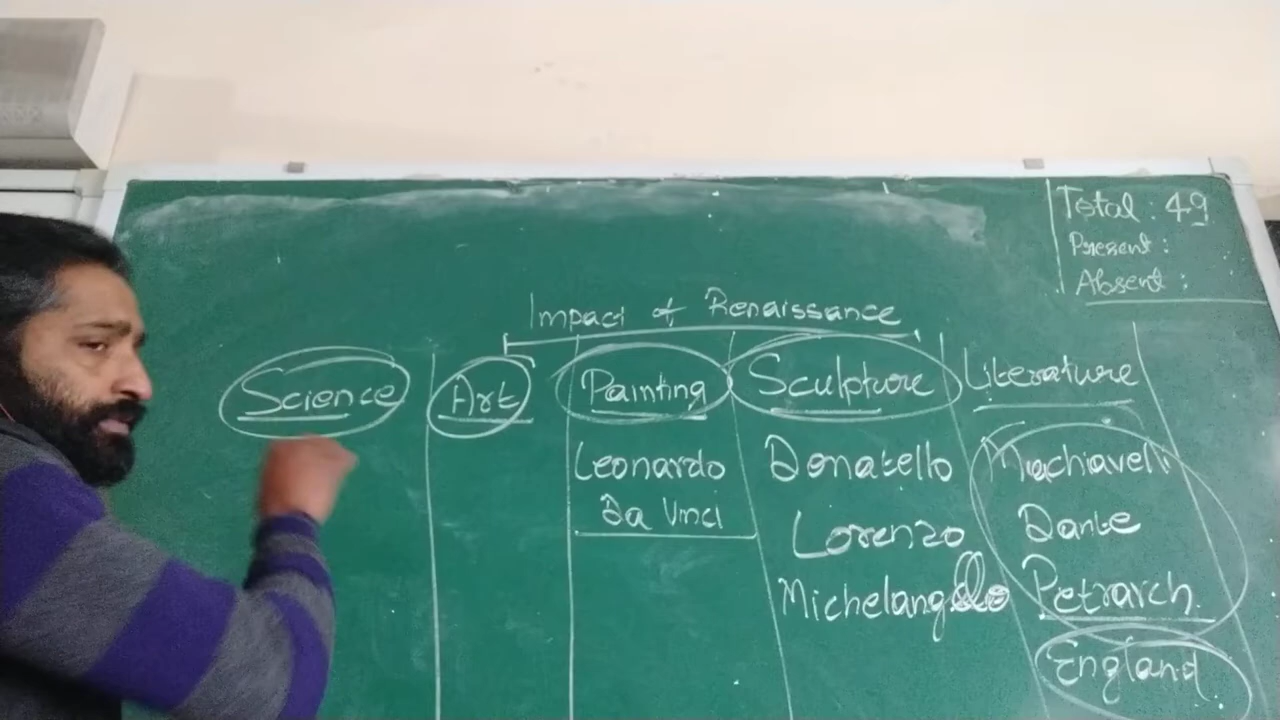 Total : 49
Present :
Absent :
Impact of Renaissance
Science Art Painting Sculpture Literature
Leonardo Donatello Machiavelli
Da Vinci Lorenzo Dante
Michelangelo Petrarch
England